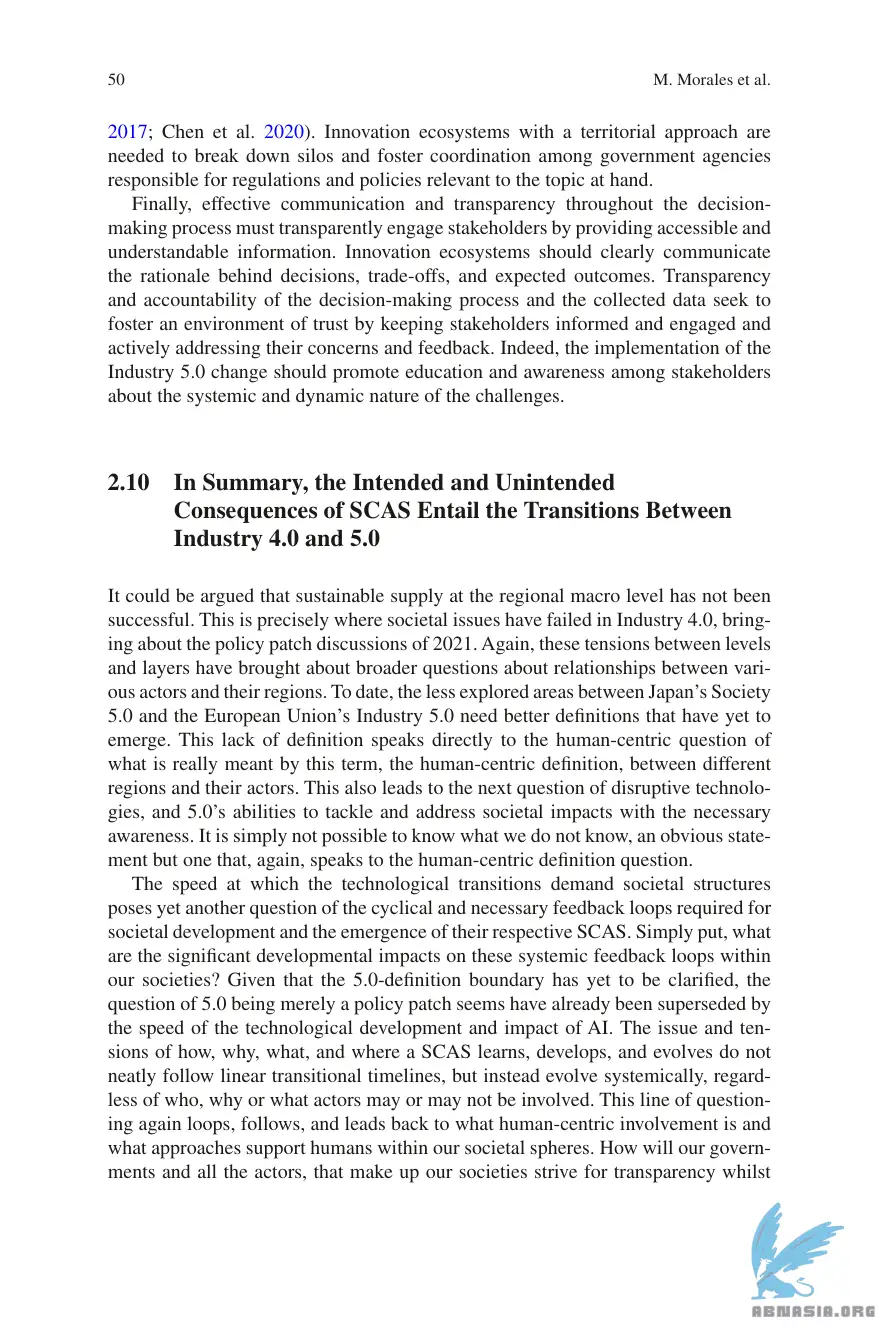 50
M. Morales et al.
2017; Chen et al. 2020). Innovation ecosystems with a territorial approach are
needed to break down silos and foster coordination among government agencies
responsible for regulations and policies relevant to the topic at hand.
Finally, effective communication and transparency throughout the decision-
making process must transparently engage stakeholders by providing accessible and
understandable information. Innovation ecosystems should clearly communicate
the rationale behind decisions, trade-offs, and expected outcomes. Transparency
and accountability of the decision-making process and the collected data seek to
foster an environment of trust by keeping stakeholders informed and engaged and
actively addressing their concerns and feedback. Indeed, the implementation of the
Industry 5.0 change should promote education and awareness among stakeholders
about the systemic and dynamic nature of the challenges.
2.10 In Summary, the Intended and Unintended
Consequences of SCAS Entail the Transitions Between
Industry 4.0 and 5.0
It could be argued that sustainable supply at the regional macro level has not been
successful. This is precisely where societal issues have failed in Industry 4.0, bring-
ing about the policy patch discussions of 2021. Again, these tensions between levels
and layers have brought about broader questions about relationships between vari-
ous actors and their regions. To date, the less explored areas between Japan's Society
5.0 and the European Union's Industry 5.0 need better definitions that have yet to
emerge. This lack of definition speaks directly to the human-centric question of
what is really meant by this term, the human-centric definition, between different
regions and their actors. This also leads to the next question of disruptive technolo-
gies, and 5.0's abilities to tackle and address societal impacts with the necessary
awareness. It is simply not possible to know what we do not know, an obvious state-
ment but one that, again, speaks to the human-centric definition question.
The speed at which the technological transitions demand societal structures
poses yet another question of the cyclical and necessary feedback loops required for
societal development and the emergence of their respective SCAS. Simply put, what
are the significant developmental impacts on these systemic feedback loops within
our societies? Given that the 5.0-definition boundary has yet to be clarified, the
question of 5.0 being merely a policy patch seems have already been superseded by
the speed of the technological development and impact of AI. The issue and ten-
sions of how, why, what, and where a SCAS learns, develops, and evolves do not
neatly follow linear transitional timelines, but instead evolve systemically, regard-
less of who, why or what actors may or may not be involved. This line of question-
ing again loops, follows, and leads back to what human-centric involvement is and
what approaches support humans within our societal spheres. How will our govern-
ments and all the actors, that make up our societies strive for transparency whilst
ABNASIA.ORG